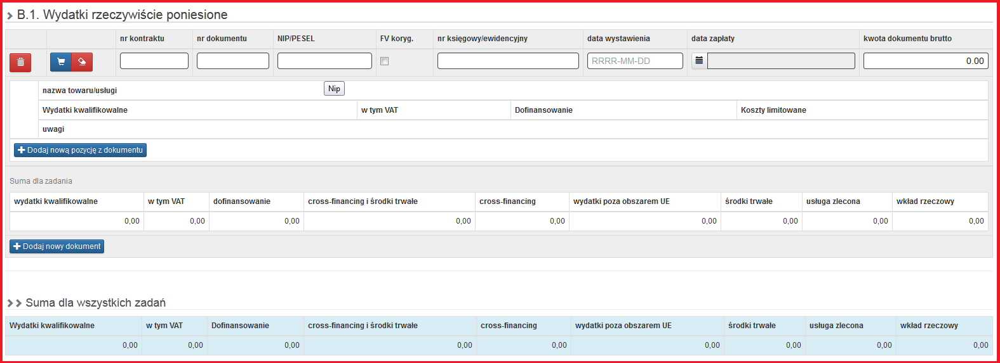 B.1. Wydatki rzeczywiście poniesione
nr kontraktu nr dokumentu NIP/PESEL FV koryg. nr księgowy/ewidencyjny data wystawienia data zapłaty kwota dokumentu brutto
RRRR-MM-DD 0.00
nazwa towaru/usługi Nip
Wydatki kwalifikowalne w tym VAT Dofinansowanie Koszty limitowane
uwagi
Dodaj nową pozycję z dokumentu
Suma dla zadania
wydatki kwalifikowalne w tym VAT dofinansowanie cross-financing i środki trwałe cross-financing wydatki poza obszarem UE środki trwałe usługa zlecona wkład rzeczowy
0,00 0,00 0,00 0,00 0,00 0,00 0,00 0,00 0,00
Dodaj nowy dokument
Suma dla wszystkich zadań
Wydatki kwalifikowalne w tym VAT Dofinansowanie cross-financing i środki trwałe cross-financing wydatki poza obszarem UE środki trwałe usługa zlecona wkład rzeczowy
0,00 0,00 0,00 0,00 0,00 0,00 0,00 0,00 0,00